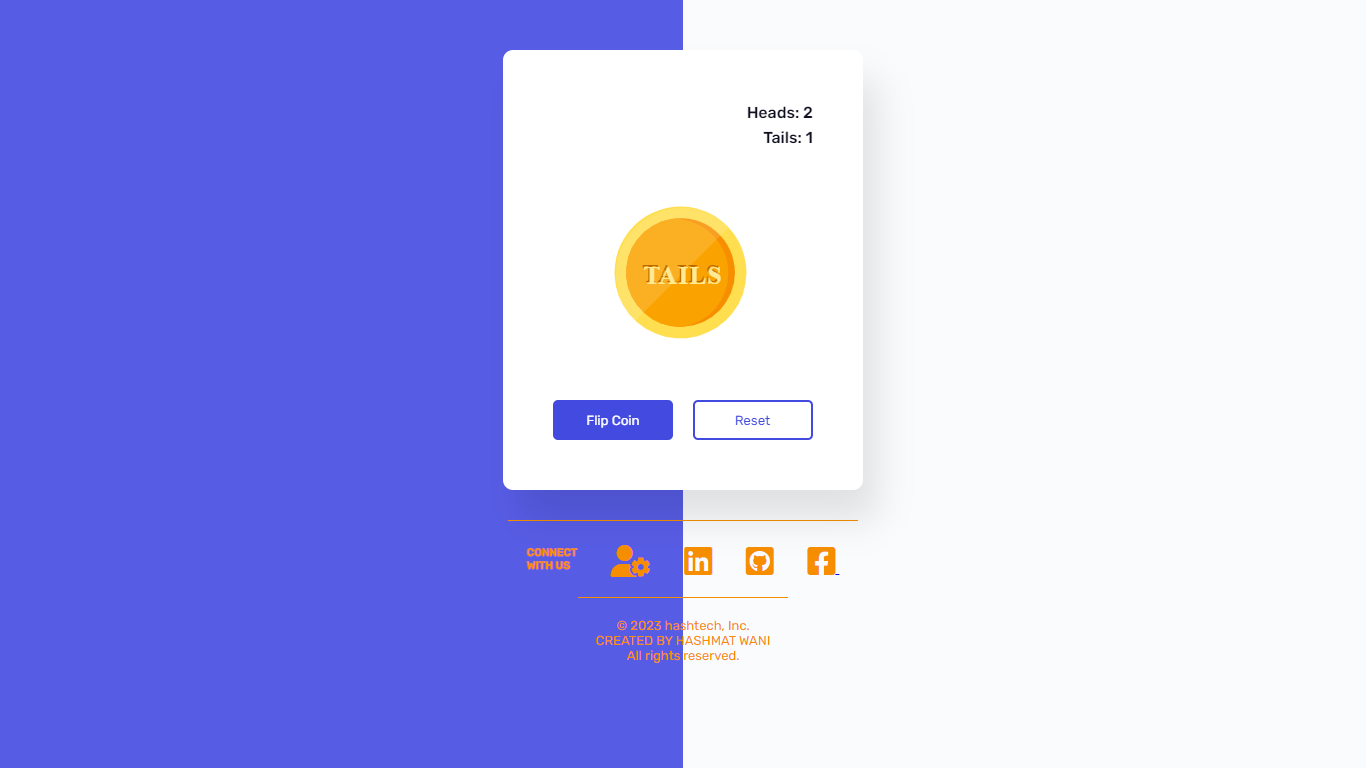 Heads: 2
Tails: 1
TAILS
Flip Coin
Reset
CONNECT
WITH US
© 2023 hashtech, Inc.
CREATED BY HASHMAT WANI
All rights reserved.